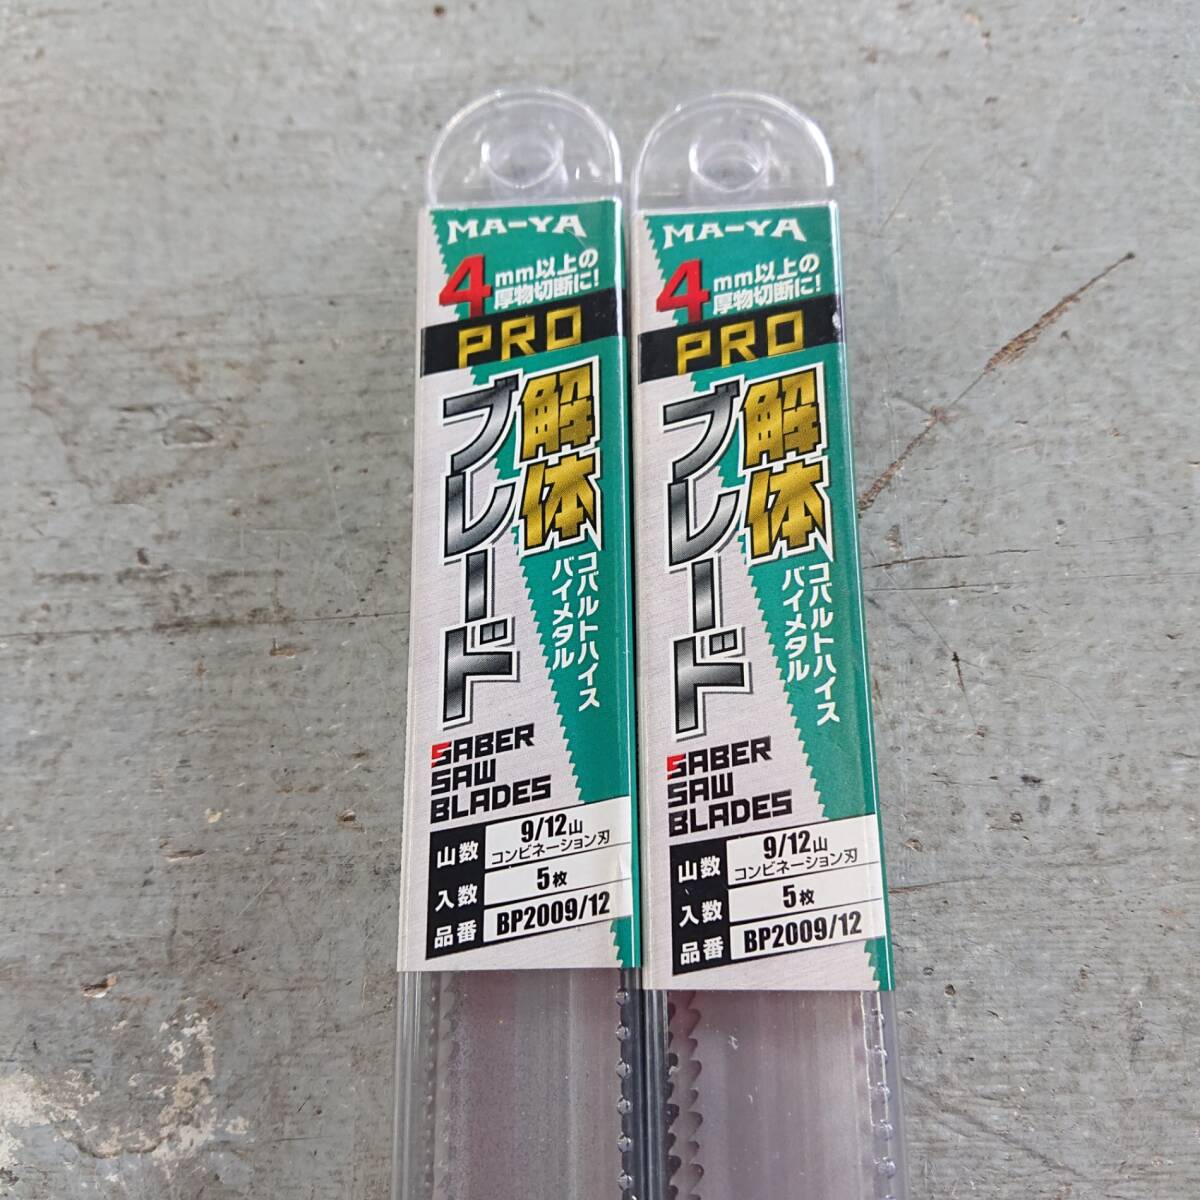 MA-YA
4mm以上の
厚物切断に!
PRO
解体
ブレード
コバルトハイス
バイメタル
SABER
SAW
BLADES
山数 9/12山
コンビネーション刃
入数 5枚
品番 BP2009/12
MA-YA
4mm以上の
厚物切断に!
PRO
解体
ブレード
コバルトハイス
バイメタル
SABER
SAW
BLADES
山数 9/12山
コンビネーション刃
入数 5枚
品番 BP2009/12